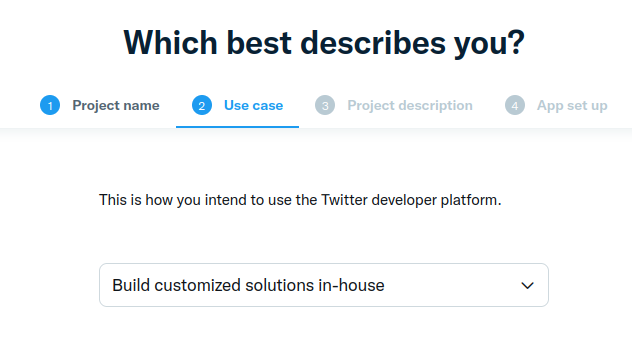 Which best describes you?
1 Project name 2 Use case 3 Project description 4 App set up
This is how you intend to use the Twitter developer platform.
Build customized solutions in-house